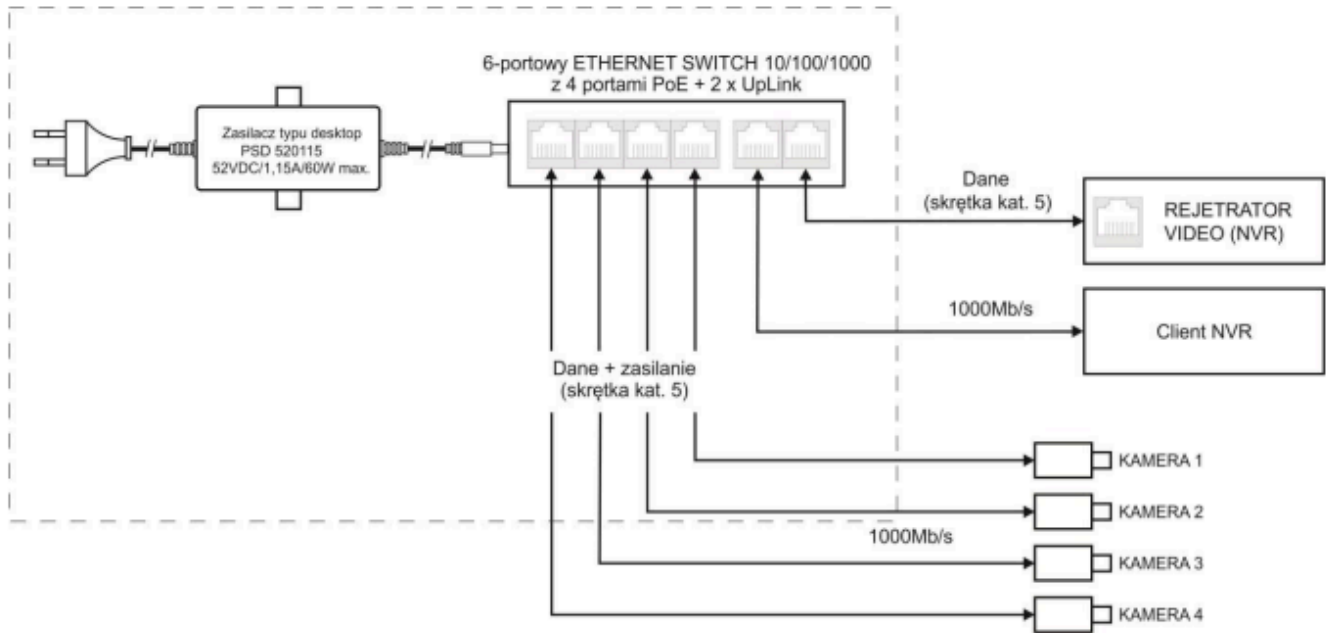 6-portowy ETHERNET SWITCH 10/100/1000
z 4 portami PoE + 2 x UpLink
Zasilacz typu desktop
PSD 520115
52VDC/1,15A/60W max.
Dane
(skrętka kat. 5)
REJETRATOR
VIDEO (NVR)
1000Mb/s
Client NVR
Dane + zasilanie
(skrętka kat. 5)
KAMERA 1
KAMERA 2
1000Mb/s
KAMERA 3
KAMERA 4